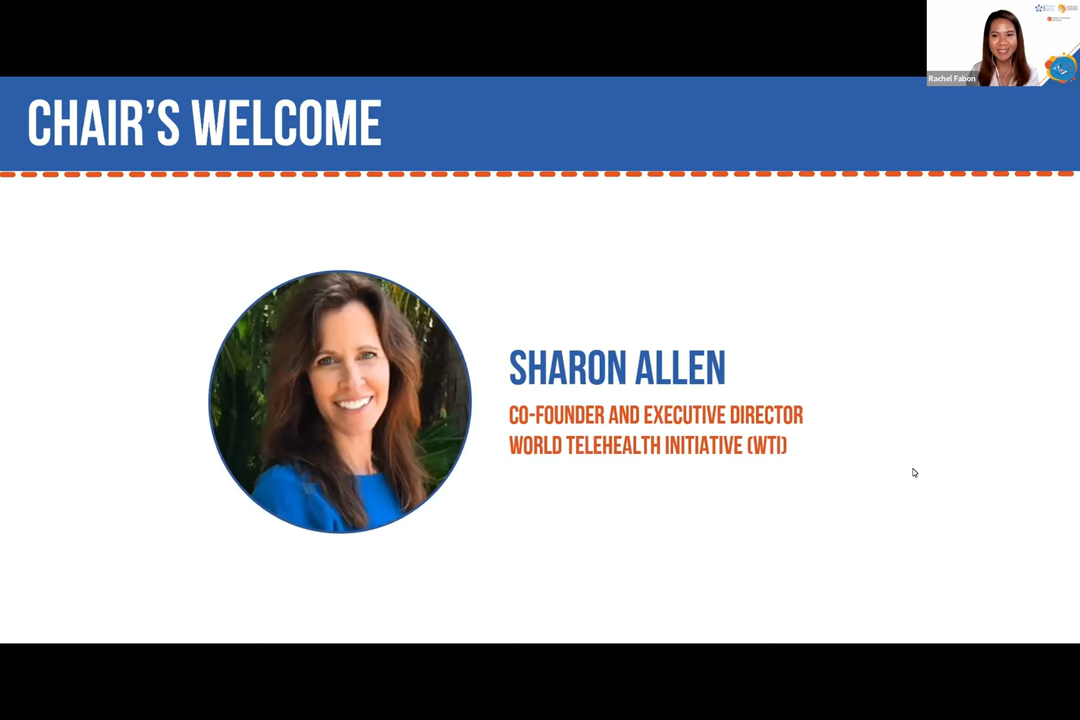 CHAIR'S WELCOME
Rachel Fabon
SHARON ALLEN
CO-FOUNDER AND EXECUTIVE DIRECTOR
WORLD TELEHEALTH INITIATIVE (WTI)